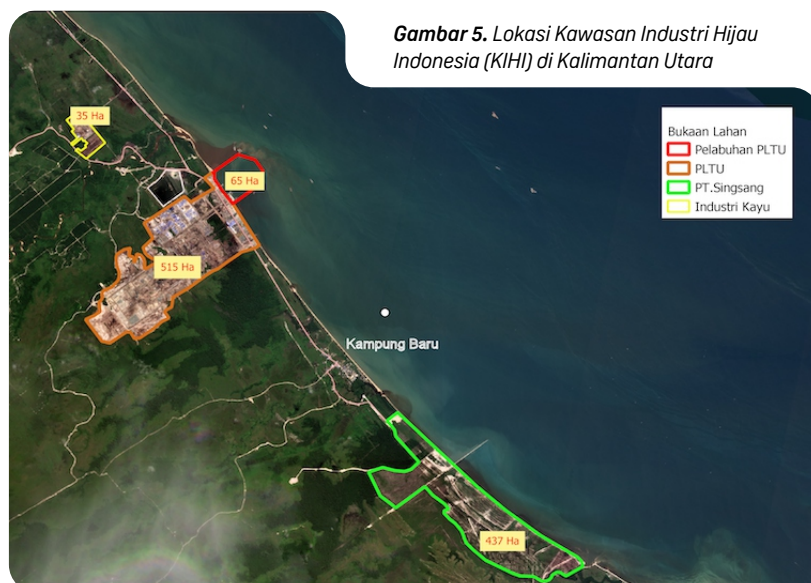 Gambar 5. Lokasi Kawasan Industri Hijau
Indonesia (KIHI) di Kalimantan Utara
35 Ha
65 Ha
515 Ha
Bukaan Lahan
Pelabuhan PLTU
PLTU
PT.Singsang
Industri Kayu
Kampung Baru
437 Ha